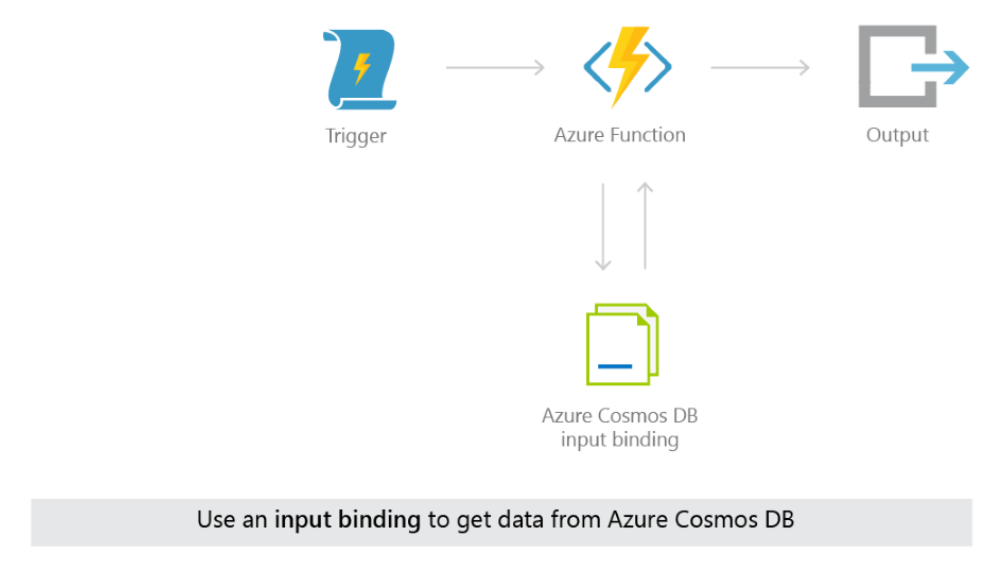 Trigger
Azure Function
Output
Azure Cosmos DB
input binding
Use an input binding to get data from Azure Cosmos DB